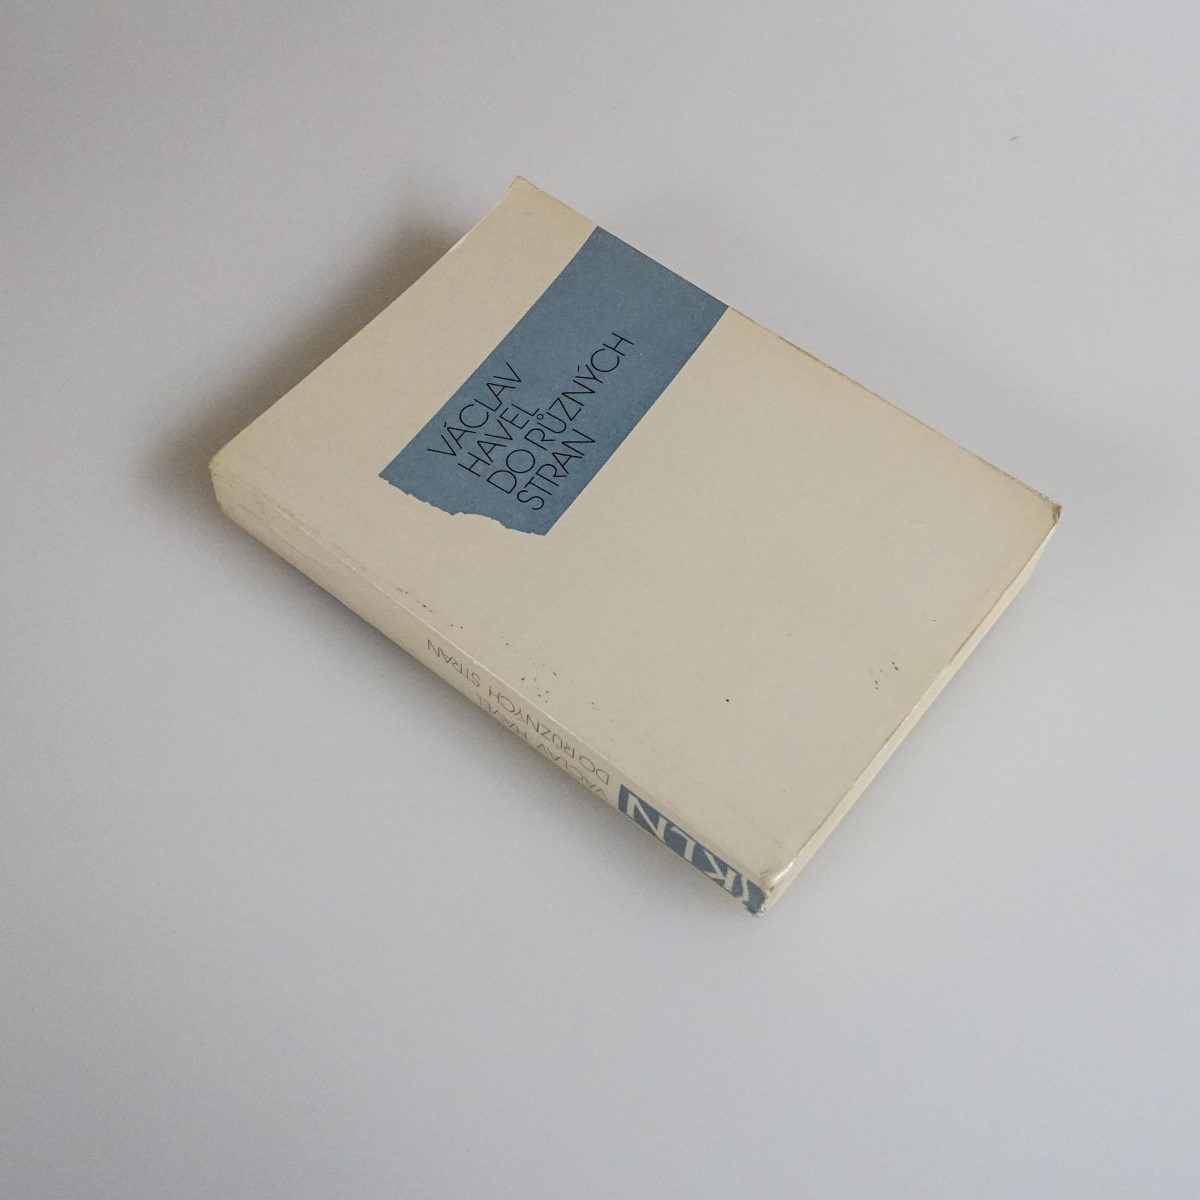 VÁCLAV
HAVEL
DO RŮZNÝCH
STRAN
VÁCLAV HAVEL
DO RŮZNÝCH STRAN
KLN